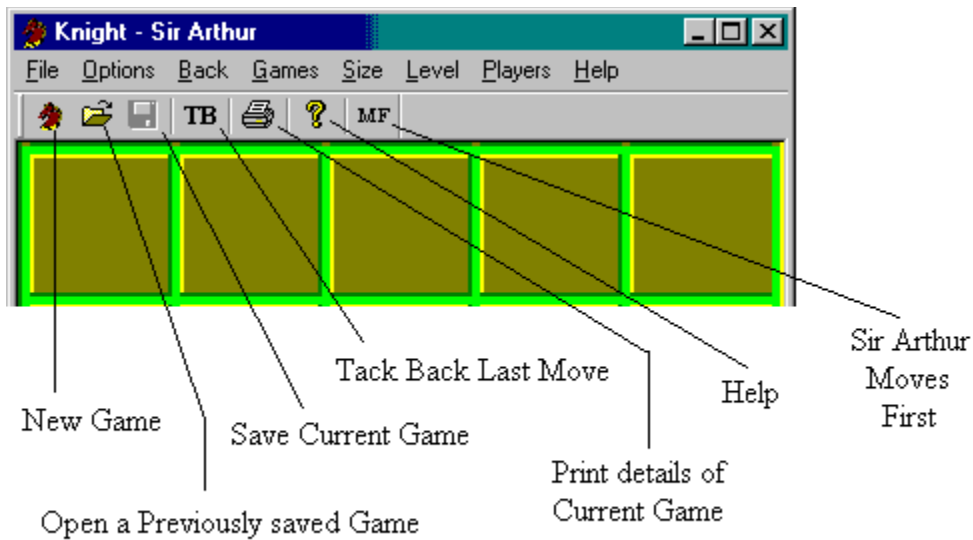 Knight - Sir Arthur
File Options Back Games Size Level Players Help
TB ? MF
Sir Arthur
Moves
First
Tack Back Last Move
Help
New Game
Save Current Game
Print details of
Current Game
Open a Previously saved Game